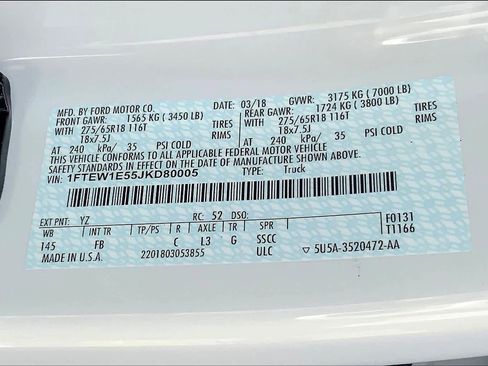 MFD. BY FORD MOTOR CO. 03/18 GVWR: 3175 KG ( 7000 LB)
FRONT GAWR: 1565 KG ( 3450 LB) REAR GAWR: 1724 KG ( 3800 LB)
WITH 275/65R18 116T TIRES WITH 275/65R18 116T TIRES
18x7.5J RIMS 18x7.5J RIMS
AT 240 kPa/ 35 PSI COLD AT 240 kPa/ 35 PSI COLD
THIS VEHICLE CONFORMS TO ALL APPLICABLE FEDERAL MOTOR VEHICLE
SAFETY STANDARDS IN EFFECT ON THE DATE OF MANUFACTURE SHOWN ABOVE.
VIN: 1FTEW1E55JKD80005 TYPE: Truck
EXT PNT: YZ RC: 52 DSO:
WB INT TR TP/PS R AXLE TR SPR F0131
145 FB C L3 G SSCC T1166
MADE IN U.S.A. 2201803053855 ULC ▽ 5U5A-3520472-AA